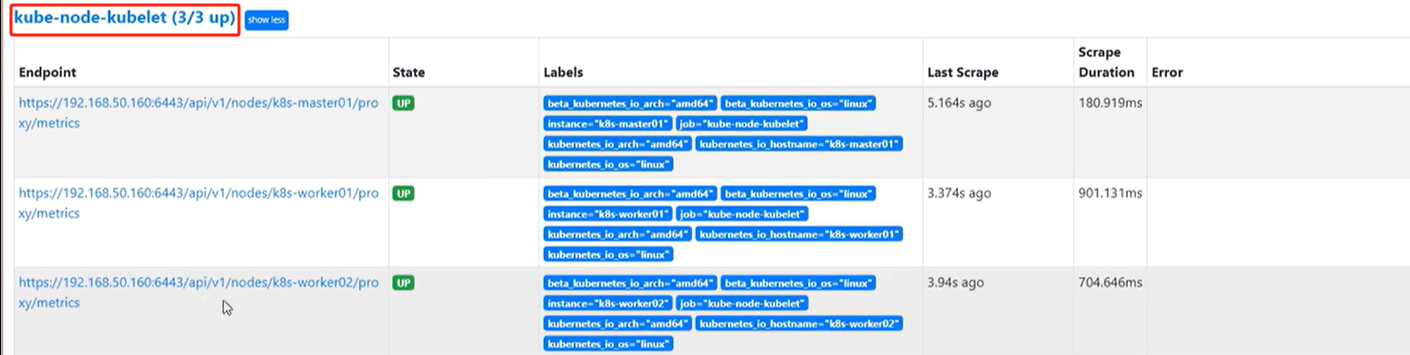 kube-node-kubelet (3/3 up) show less
Endpoint State Labels Last Scrape Scrape Duration Error
https://192.168.50.160:6443/api/v1/nodes/k8s-master01/pro
xy/metrics
UP
beta_kubernetes_io_arch="amd64" beta_kubernetes_io_os="linux"
instance="k8s-master01" job="kube-node-kubelet"
kubernetes_io_arch="amd64" kubernetes_io_hostname="k8s-master01"
kubernetes_io_os="linux"
5.164s ago
180.919ms
https://192.168.50.160:6443/api/v1/nodes/k8s-worker01/pro
xy/metrics
UP
beta_kubernetes_io_arch="amd64" beta_kubernetes_io_os="linux"
instance="k8s-worker01" job="kube-node-kubelet"
kubernetes_io_arch="amd64" kubernetes_io_hostname="k8s-worker01"
kubernetes_io_os="linux"
3.374s ago
901.131ms
https://192.168.50.160:6443/api/v1/nodes/k8s-worker02/pro
xy/metrics
UP
beta_kubernetes_io_arch="amd64" beta_kubernetes_io_os="linux"
instance="k8s-worker02" job="kube-node-kubelet"
kubernetes_io_arch="amd64" kubernetes_io_hostname="k8s-worker02"
kubernetes_io_os="linux"
3.94s ago
704.646ms